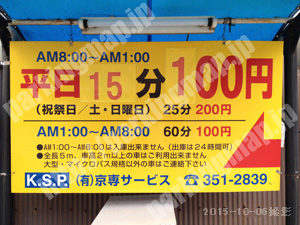 AM8:00～AM1:00
平日15分100円
(祝祭日／土・日曜日) 25分200円
AM1:00～AM8:00 60分100円
●AM1:00～AM6:00は入庫出来ません（出庫は24時間可）
●全長5m、車高2m以上の車はご利用出来ません
大型・マイクロバス規格以外の車はご連絡下さい
K.S.P. (有)京専サービス ☎351-2839
2015-10-06撮影